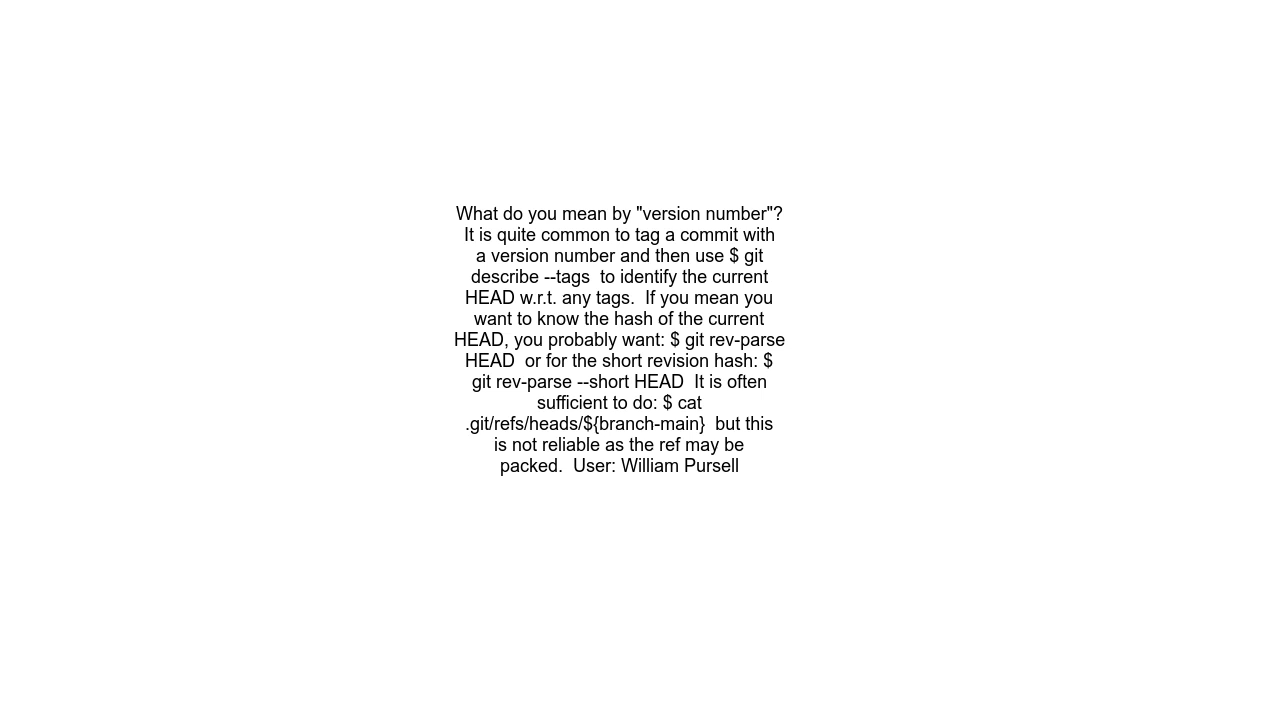 What do you mean by "version number"?
It is quite common to tag a commit with
a version number and then use $ git
describe --tags  to identify the current
HEAD w.r.t. any tags.  If you mean you
want to know the hash of the current
HEAD, you probably want: $ git rev-parse
HEAD  or for the short revision hash: $
git rev-parse --short HEAD  It is often
sufficient to do: $ cat
.git/refs/heads/${branch-main}  but this
is not reliable as the ref may be
packed.  User: William Pursell